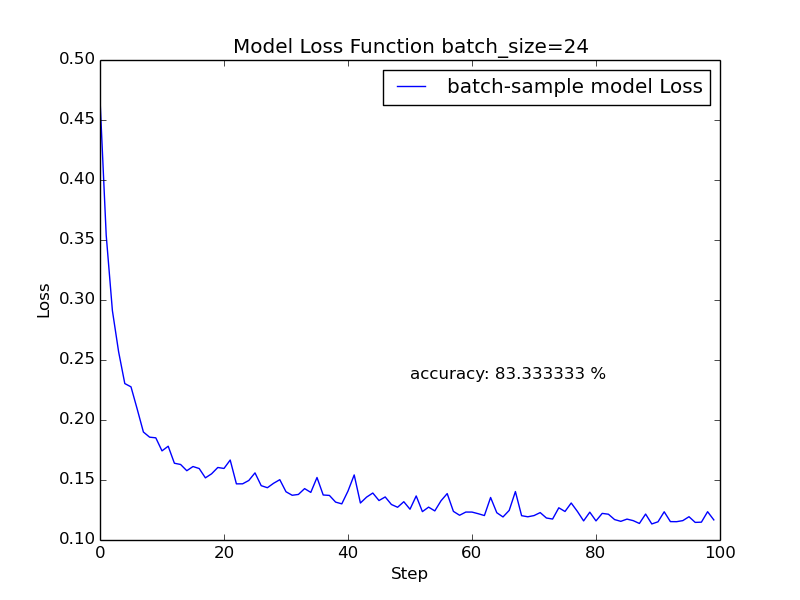 Model Loss Function batch_size=24
batch-sample model Loss
0.50
0.45
0.40
0.35
0.30
0.25
0.20
0.15
0.10
Loss
accuracy: 83.333333 %
0 20 40 60 80 100
Step